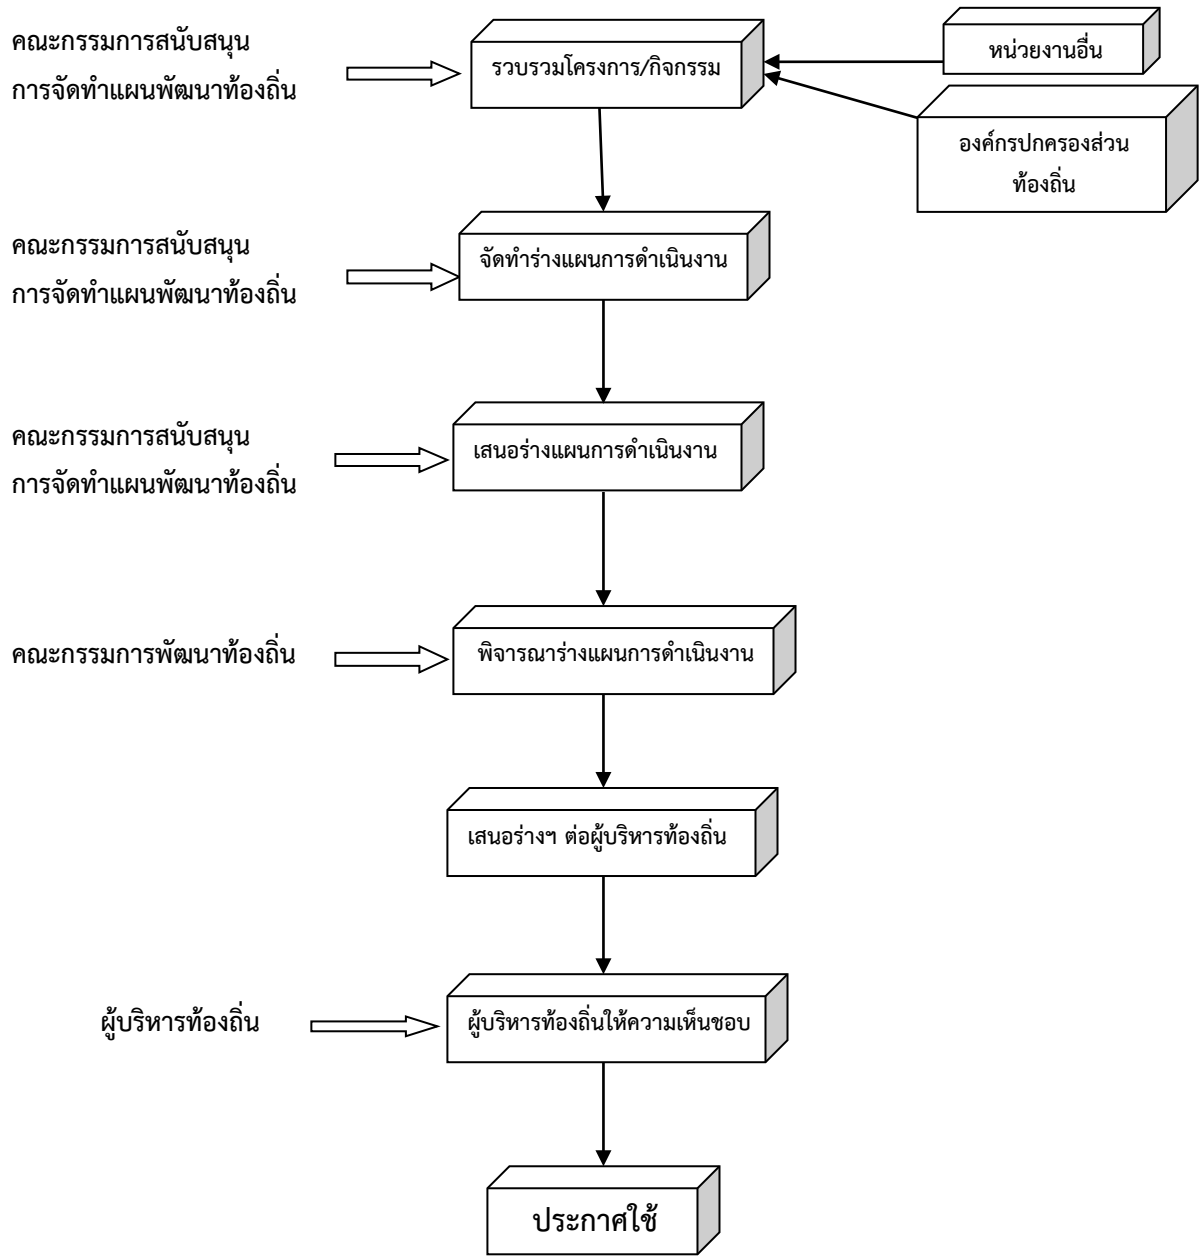 คณะกรรมการสนับสนุน
การจัดทำแผนพัฒนาท้องถิ่น
รวบรวมโครงการ/กิจกรรม
หน่วยงานอื่น
องค์กรปกครองส่วน
ท้องถิ่น
คณะกรรมการสนับสนุน
การจัดทำแผนพัฒนาท้องถิ่น
จัดทำร่างแผนการดำเนินงาน
คณะกรรมการสนับสนุน
การจัดทำแผนพัฒนาท้องถิ่น
เสนอร่างแผนการดำเนินงาน
คณะกรรมการพัฒนาท้องถิ่น
พิจารณาร่างแผนการดำเนินงาน
เสนอร่างฯ ต่อผู้บริหารท้องถิ่น
ผู้บริหารท้องถิ่น
ผู้บริหารท้องถิ่นให้ความเห็นชอบ
ประกาศใช้